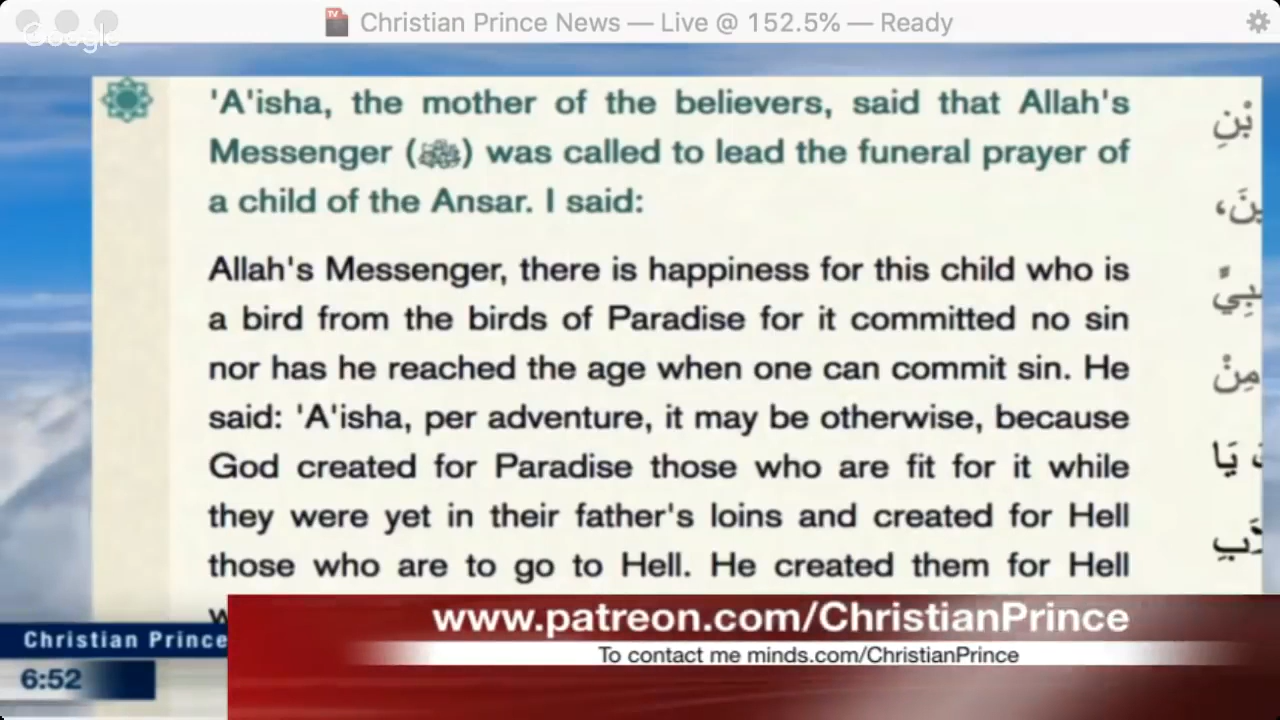 Christian Prince News — Live @ 152.5% — Ready
Google
'A'isha, the mother of the believers, said that Allah's
Messenger (ﷺ) was called to lead the funeral prayer of
a child of the Ansar. I said:
Allah's Messenger, there is happiness for this child who is
a bird from the birds of Paradise for it committed no sin
nor has he reached the age when one can commit sin. He
said: 'A'isha, per adventure, it may be otherwise, because
God created for Paradise those who are fit for it while
they were yet in their father's loins and created for Hell
those who are to go to Hell. He created them for Hell
بْنِ
مِنْ
يَا
www.patreon.com/ChristianPrince
To contact me minds.com/ChristianPrince
Christian Prince
6:52